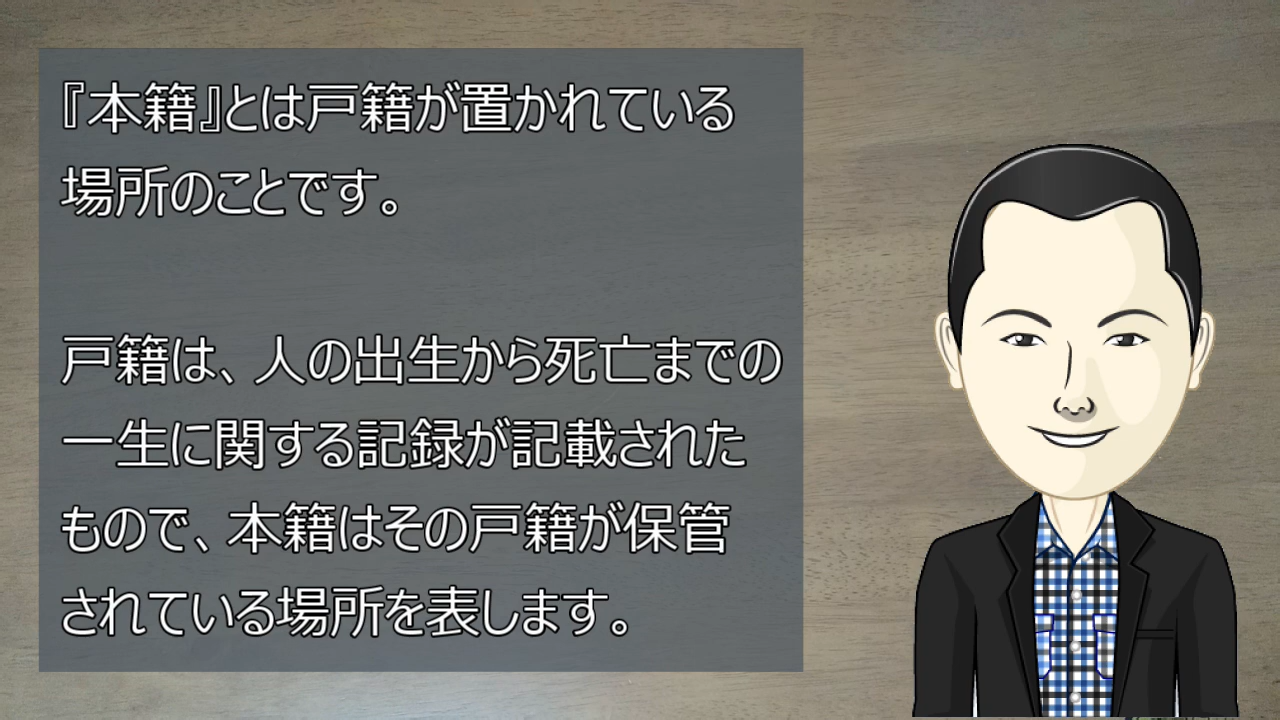 『本籍』とは戸籍が置かれている
場所のことです。
戸籍は、人の出生から死亡までの
一生に関する記録が記載された
もので、本籍はその戸籍が保管
されている場所を表します。